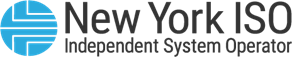 New York ISO
Independent System Operator